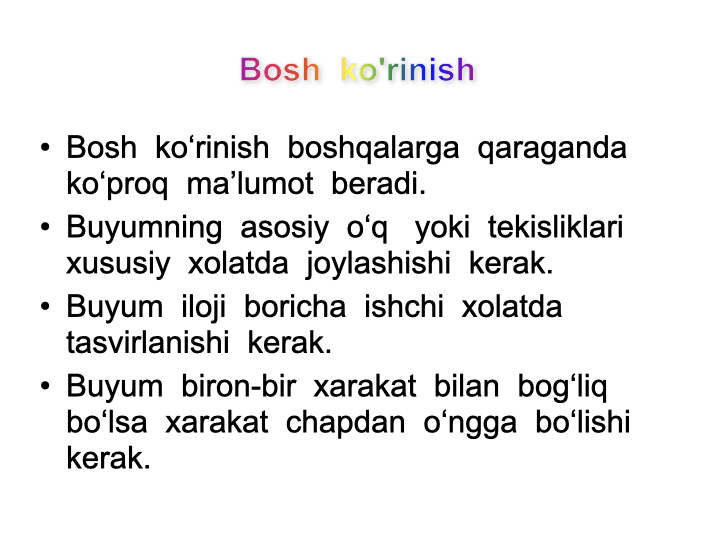 Bosh ko'rinish
• Bosh ko‘rinish boshqalarga qaraganda
ko‘proq ma’lumot beradi.
• Buyumning asosiy o‘q yoki tekisliklari
xususiy xolatda joylashishi kerak.
• Buyum iloji boricha ishchi xolatda
tasvirlanishi kerak.
• Buyum biron-bir xarakat bilan bog‘liq
bo‘lsa xarakat chapdan o‘ngga bo‘lishi
kerak.